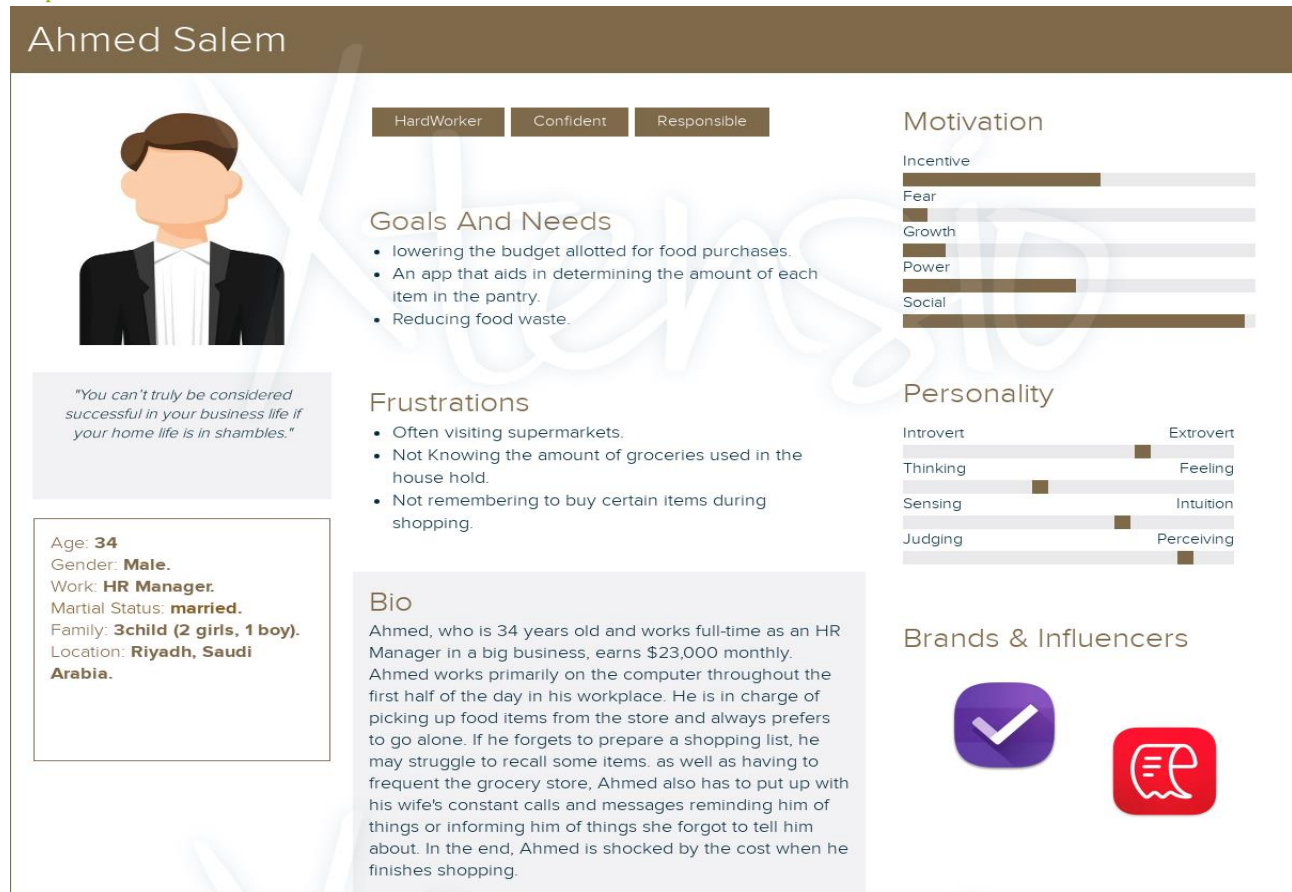 Ahmed Salem
HardWorker
Confident
Responsible
Goals And Needs
• lowering the budget allotted for food purchases.
• An app that aids in determining the amount of each
item in the pantry.
• Reducing food waste.
"You can't truly be considered
successful in your business life if
your home life is in shambles."
Frustrations
• Often visiting supermarkets.
• Not Knowing the amount of groceries used in the
house hold.
• Not remembering to buy certain items during
shopping.
Age: 34
Gender: Male.
Work: HR Manager.
Martial Status: married.
Family: 3child (2 girls, 1 boy).
Location: Riyadh, Saudi
Arabia.
Bio
Ahmed, who is 34 years old and works full-time as an HR
Manager in a big business, earns $23,000 monthly.
Ahmed works primarily on the computer throughout the
first half of the day in his workplace. He is in charge of
picking up food items from the store and always prefers
to go alone. If he forgets to prepare a shopping list, he
may struggle to recall some items. as well as having to
frequent the grocery store, Ahmed also has to put up with
his wife's constant calls and messages reminding him of
things or informing him of things she forgot to tell him
about. In the end, Ahmed is shocked by the cost when he
finishes shopping.
Motivation
Incentive
Fear
Growth
Power
Social
Personality
Introvert Extrovert
Thinking Feeling
Sensing Intuition
Judging Perceiving
Brands & Influencers
Xtensio